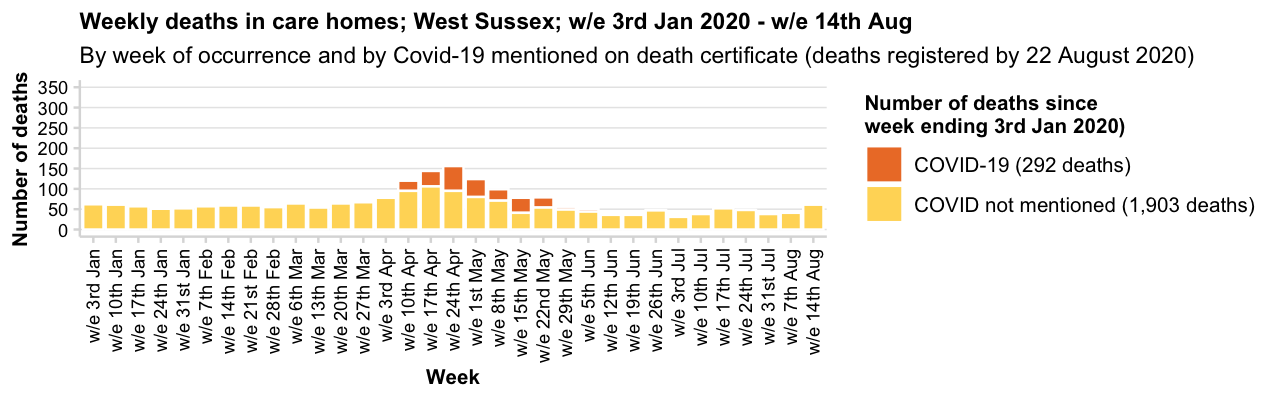 Weekly deaths in care homes; West Sussex; w/e 3rd Jan 2020 - w/e 14th Aug
By week of occurrence and by Covid-19 mentioned on death certificate (deaths registered by 22 August 2020)
Number of deaths
350
300
250
200
150
100
50
0
w/e 3rd Jan
w/e 10th Jan
w/e 17th Jan
w/e 24th Jan
w/e 31st Jan
w/e 7th Feb
w/e 14th Feb
w/e 21st Feb
w/e 28th Feb
w/e 6th Mar
w/e 13th Mar
w/e 20th Mar
w/e 27th Mar
w/e 3rd Apr
w/e 10th Apr
w/e 17th Apr
w/e 24th Apr
w/e 1st May
w/e 8th May
w/e 15th May
w/e 22nd May
w/e 29th May
w/e 5th Jun
w/e 12th Jun
w/e 19th Jun
w/e 26th Jun
w/e 3rd Jul
w/e 10th Jul
w/e 17th Jul
w/e 24th Jul
w/e 31st Jul
w/e 7th Aug
w/e 14th Aug
Week
Number of deaths since
week ending 3rd Jan 2020)
COVID-19 (292 deaths)
COVID not mentioned (1,903 deaths)